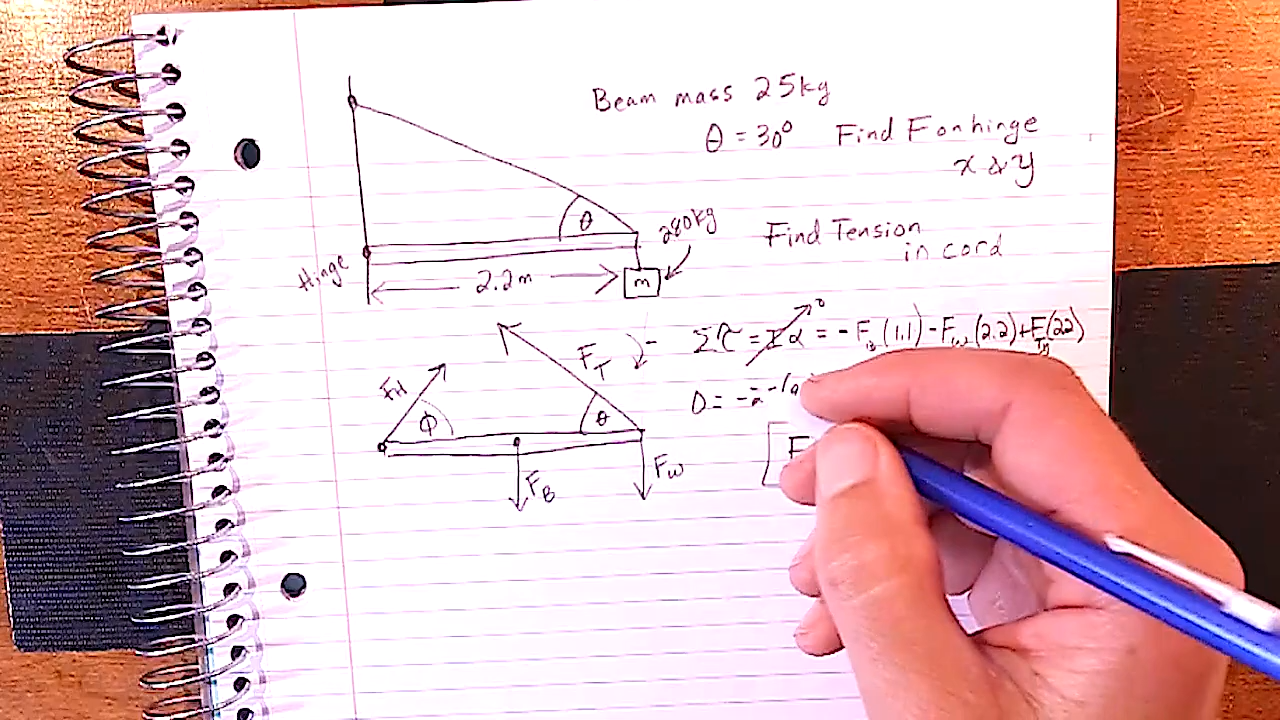 Beam mass 25kg
θ = 30° Find F on hinge
x & y
θ
280kg
Find Tension
in cord
Hinge
2.2m
m
Στ = Iα = - F_B (1.1) - F_W (2.2) + F_Ty (2.2)
F_T
-
F_H
φ
θ
0 =
F_B
F_W
F